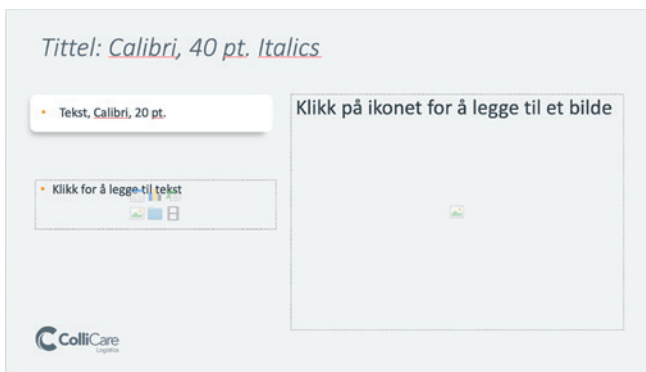 Tittel: Calibri, 40 pt. Italics
• Tekst, Calibri, 20 pt.
Klikk på ikonet for å legge til et bilde
• Klikk for å legge til tekst
ColliCare
Logistics